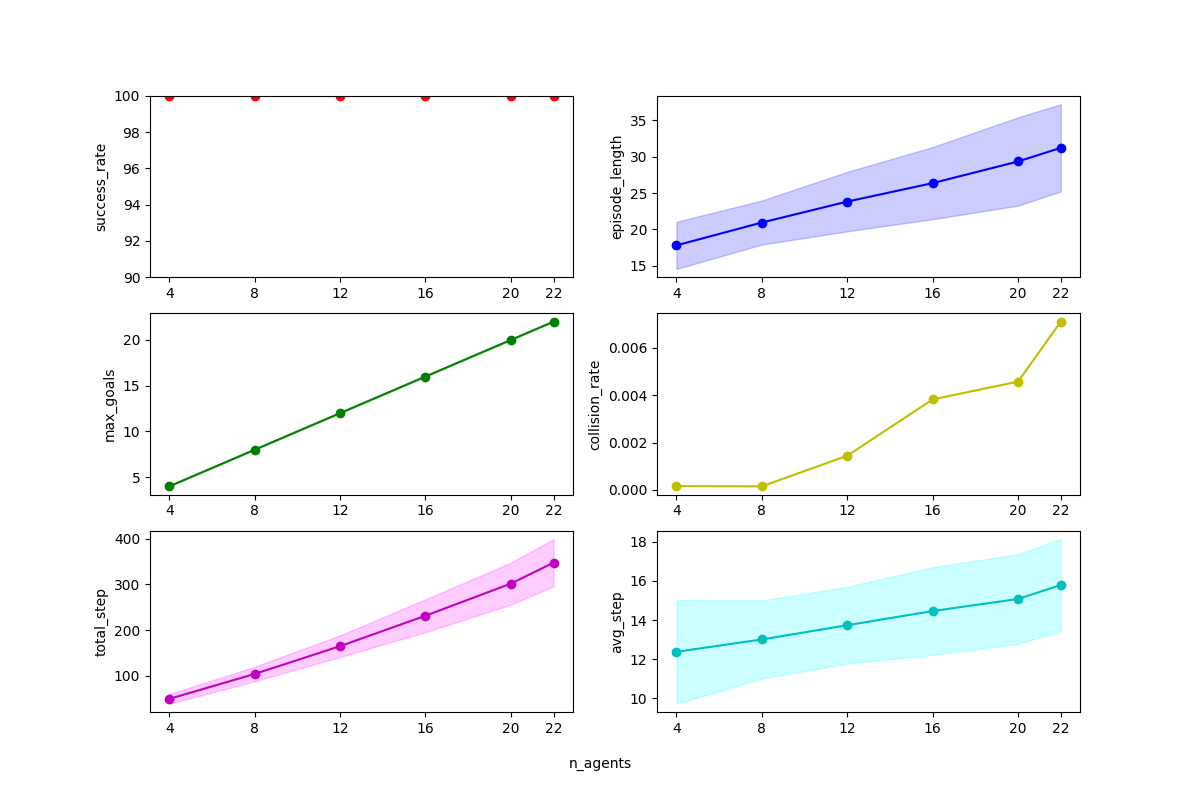 100
98
96
94
92
90
success_rate
4 8 12 16 20 22
35
30
25
20
15
episode_length
4 8 12 16 20 22
20
15
10
5
max_goals
4 8 12 16 20 22
0.006
0.004
0.002
0.000
collision_rate
4 8 12 16 20 22
400
300
200
100
total_step
4 8 12 16 20 22
18
16
14
12
10
avg_step
4 8 12 16 20 22
n_agents